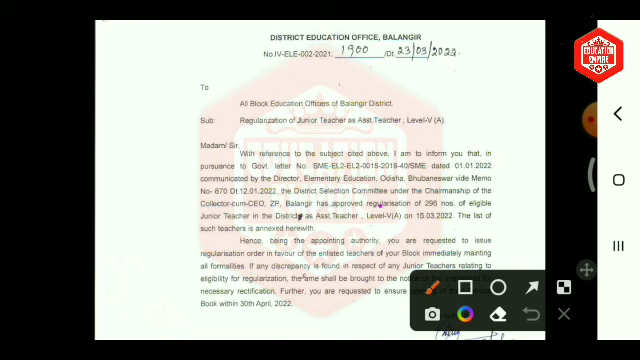 DISTRICT EDUCATION OFFICE, BALANGIR
No.IV-ELE-002-2021: 1900 /Dt. 23/03/2022.
EDUCATION
EMPIRE
To
All Block Education Officers of Balangir District.
Sub: Regularization of Junior Teacher as Asst.Teacher, Level-V (A).
Madam/ Sir,
With reference to the subject cited above, I am to inform you that, in
pursuance to Govt. letter No. SME-EL2-EL2-0015-2018-40/SME dated 01.01.2022
communicated by the Director, Elementary Education, Odisha, Bhubaneswar vide Memo
No- 870 Dt.12.01.2022, the District Selection Committee under the Chairmanship of the
Collector-cum-CEO, ZP, Balangir has approved regularisation of 296 nos. of eligible
Junior Teacher in the District as Asst.Teacher , Level-V(A) on 15.03.2022. The list of
such teachers is annexed herewith.
Hence, being the appointing authority, you are requested to issue
regularisation order in favour of the enlisted teachers of your Block immediately mainting
all formalities. If any discrepancy is found in respect of any Junior Teachers relating to
eligibility for regularization, the same shall be brought to the
necessary rectification. Further, you are requested to ensure
Book within 30th April, 2022.